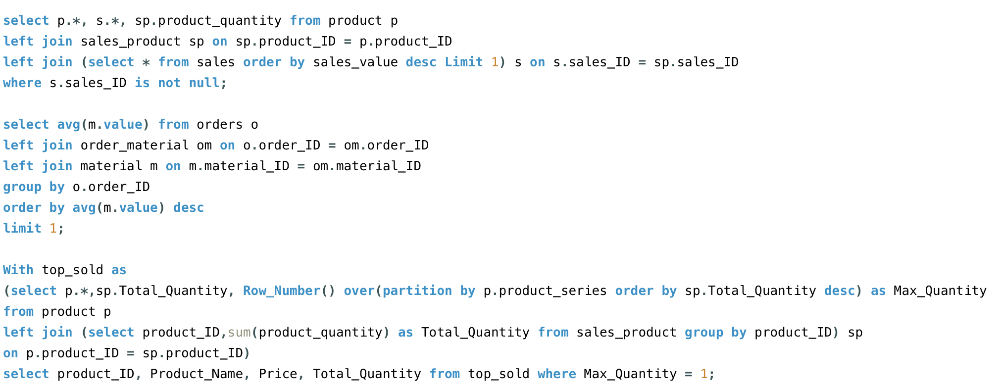 select p.*, s.*, sp.product_quantity from product p
left join sales_product sp on sp.product_ID = p.product_ID
left join (select * from sales order by sales_value desc Limit 1) s on s.sales_ID = sp.sales_ID
where s.sales_ID is not null;

select avg(m.value) from orders o
left join order_material om on o.order_ID = om.order_ID
left join material m on m.material_ID = om.material_ID
group by o.order_ID
order by avg(m.value) desc
limit 1;

With top_sold as
(select p.*,sp.Total_Quantity, Row_Number() over(partition by p.product_series order by sp.Total_Quantity desc) as Max_Quantity
from product p
left join (select product_ID,sum(product_quantity) as Total_Quantity from sales_product group by product_ID) sp
on p.product_ID = sp.product_ID)
select product_ID, Product_Name, Price, Total_Quantity from top_sold where Max_Quantity = 1;